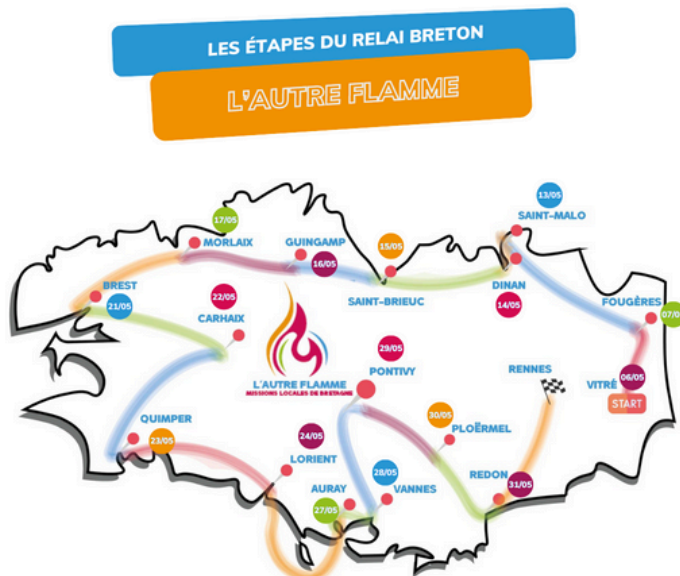 LES ÉTAPES DU RELAI BRETON
L'AUTRE FLAMME
13/05
SAINT-MALO
17/05
MORLAIX
GUINGAMP
16/05
15/05
SAINT-BRIEUC
DINAN
14/05
FOUGÈRES
07/0
BREST
21/05
22/05
CARHAIX
L'AUTRE FLAMME
MISSIONS LOCALES DE BRETAGNE
29/05
PONTIVY
RENNES
VITRÉ
06/05
START
QUIMPER
23/05
24/05
LORIENT
30/05
PLOËRMEL
AURAY
27/05
28/05
VANNES
REDON
31/05